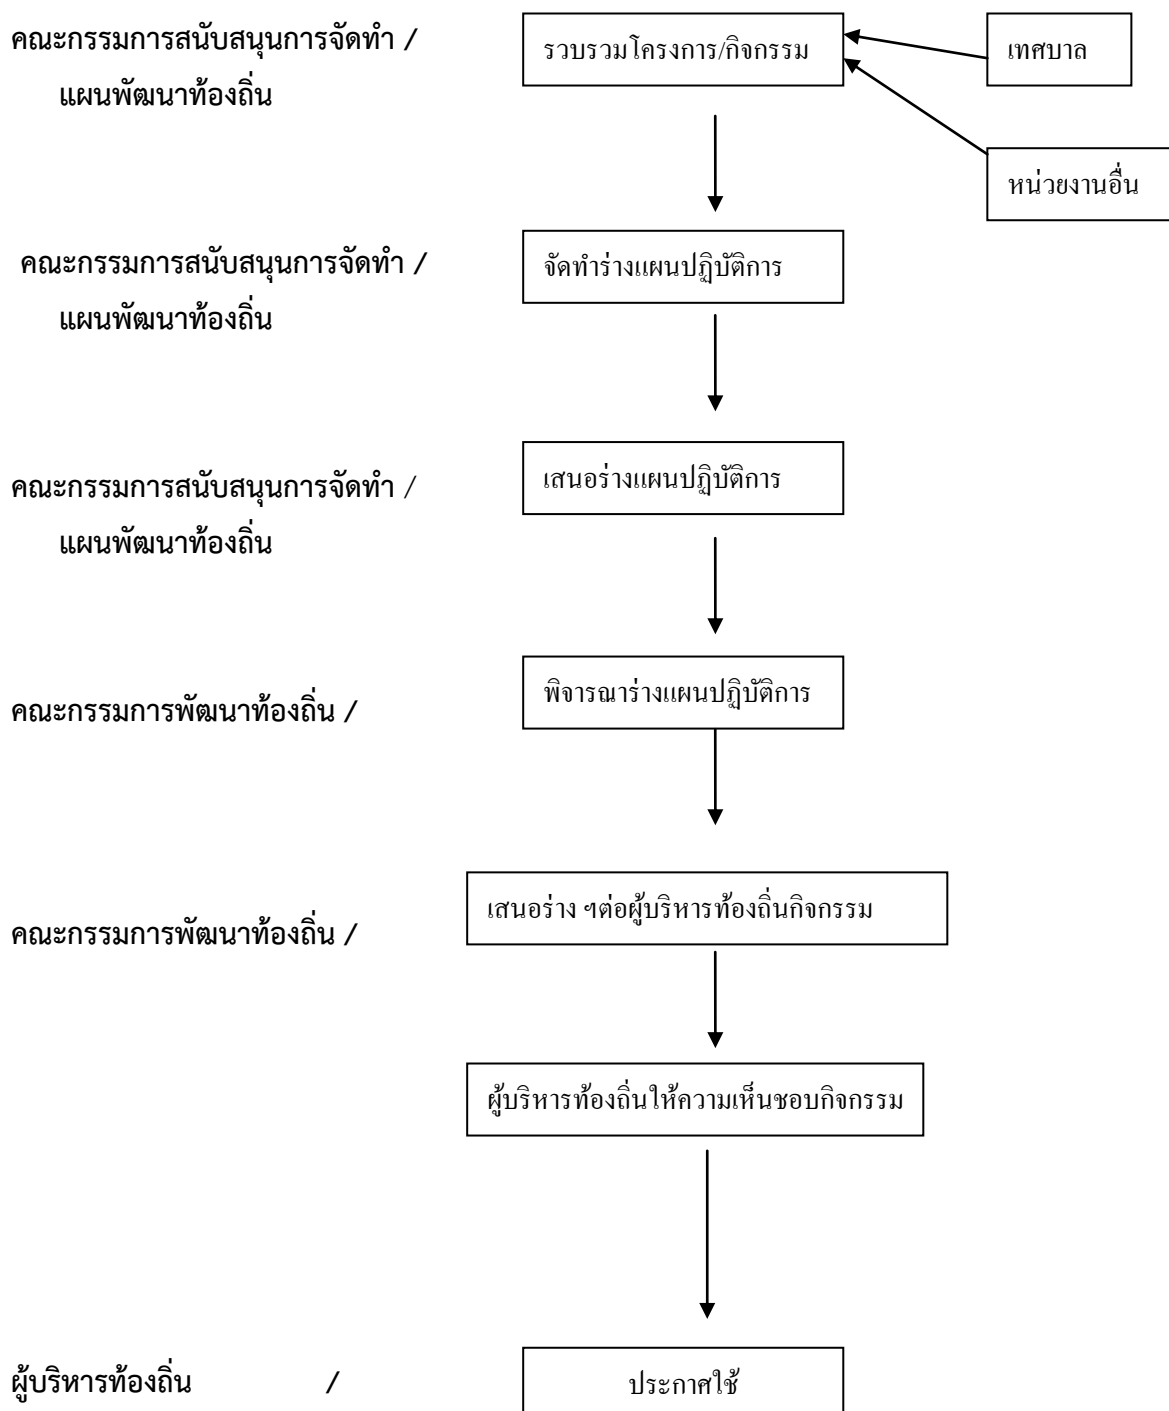 คณะกรรมการสนับสนุนการจัดทำ /
แผนพัฒนาท้องถิ่น
รวบรวมโครงการ/กิจกรรม
เทศบาล
หน่วยงานอื่น
คณะกรรมการสนับสนุนการจัดทำ /
แผนพัฒนาท้องถิ่น
จัดทำร่างแผนปฏิบัติการ
คณะกรรมการสนับสนุนการจัดทำ /
แผนพัฒนาท้องถิ่น
เสนอร่างแผนปฏิบัติการ
คณะกรรมการพัฒนาท้องถิ่น /
พิจารณาร่างแผนปฏิบัติการ
คณะกรรมการพัฒนาท้องถิ่น /
เสนอร่าง ฯต่อผู้บริหารท้องถิ่นกิจกรรม
ผู้บริหารท้องถิ่นให้ความเห็นชอบกิจกรรม
ผู้บริหารท้องถิ่น /
ประกาศใช้